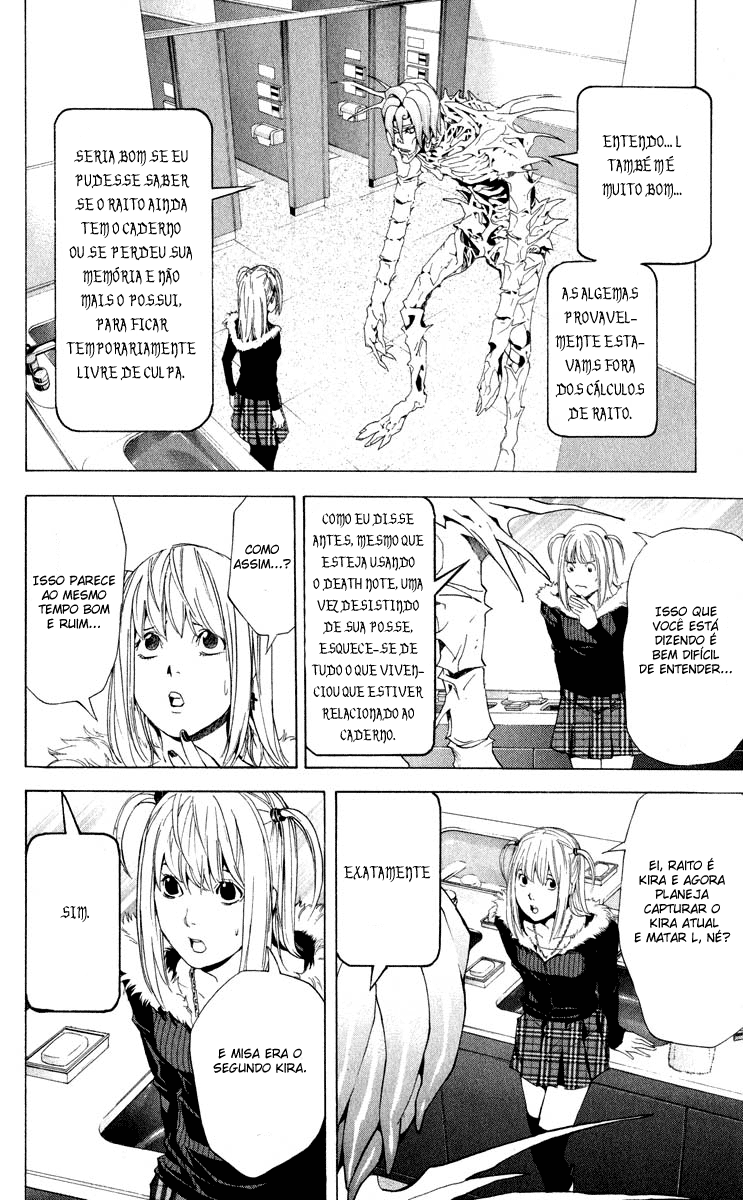 ENTENDO... L
TAMBÉM É
MUITO BOM...
AS ALGEMAS
PROVAVEL-
MENTE ESTA-
VAMS FORA
DOS CÁLCULOS
DE RAITO.
SERIA BOM SE EU
PUDESSE SABER
SE O RAITO AINDA
TEM O CADERNO
OU SE PERDEU SUA
MEMÓRIA E NÃO
MAIS O POSSUI,
PARA FICAR
TEMPORARIAMENTE
LIVRE DE CULPA.
ISSO QUE
VOCÊ ESTÁ
DIZENDO É
BEM DIFÍCIL
DE ENTENDER...
COMO EU DISSE
ANTES, MESMO QUE
ESTEJA USANDO
O DEATH NOTE, UMA
VEZ DESISTINDO
DE SUA POSSE,
ESQUECE-SE DE
TUDO O QUE VIVEN-
CIOU QUE ESTIVER
RELACIONADO AO
CADERNO.
COMO
ASSIM...?
ISSO PARECE
AO MESMO
TEMPO BOM
E RUIM...
EI, RAITO É
KIRA E AGORA
PLANEJA
CAPTURAR O
KIRA ATUAL
E MATAR L, NÉ?
EXATAMENTE
E MISA ERA O
SEGUNDO KIRA.
SIM.